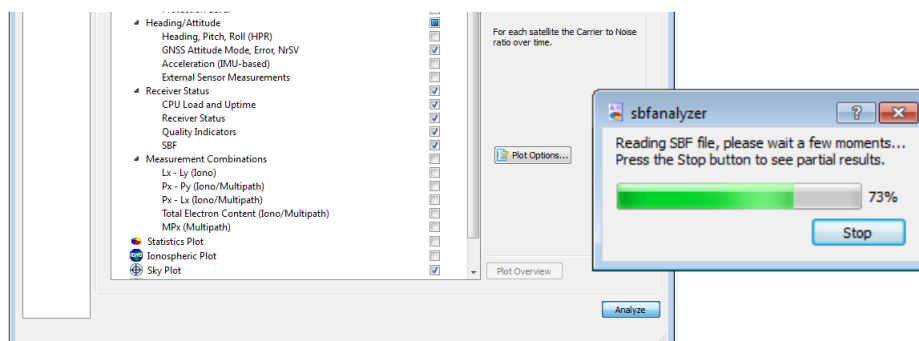 Heading/Attitude
Heading, Pitch, Roll (HPR)
GNSS Attitude Mode, Error, NrSV
Acceleration (IMU-based)
External Sensor Measurements
Receiver Status
CPU Load and Uptime
Receiver Status
Quality Indicators
SBF
Measurement Combinations
Lx - Ly (Iono)
Px - Py (Iono/Multipath)
Px - Lx (Iono/Multipath)
Total Electron Content (Iono/Multipath)
MPx (Multipath)
Statistics Plot
Ionospheric Plot
Sky Plot
For each satellite the Carrier to Noise
ratio over time.
Plot Options...
Plot Overview
Analyze
sbfanalyzer
Reading SBF file, please wait a few moments...
Press the Stop button to see partial results.
73%
Stop